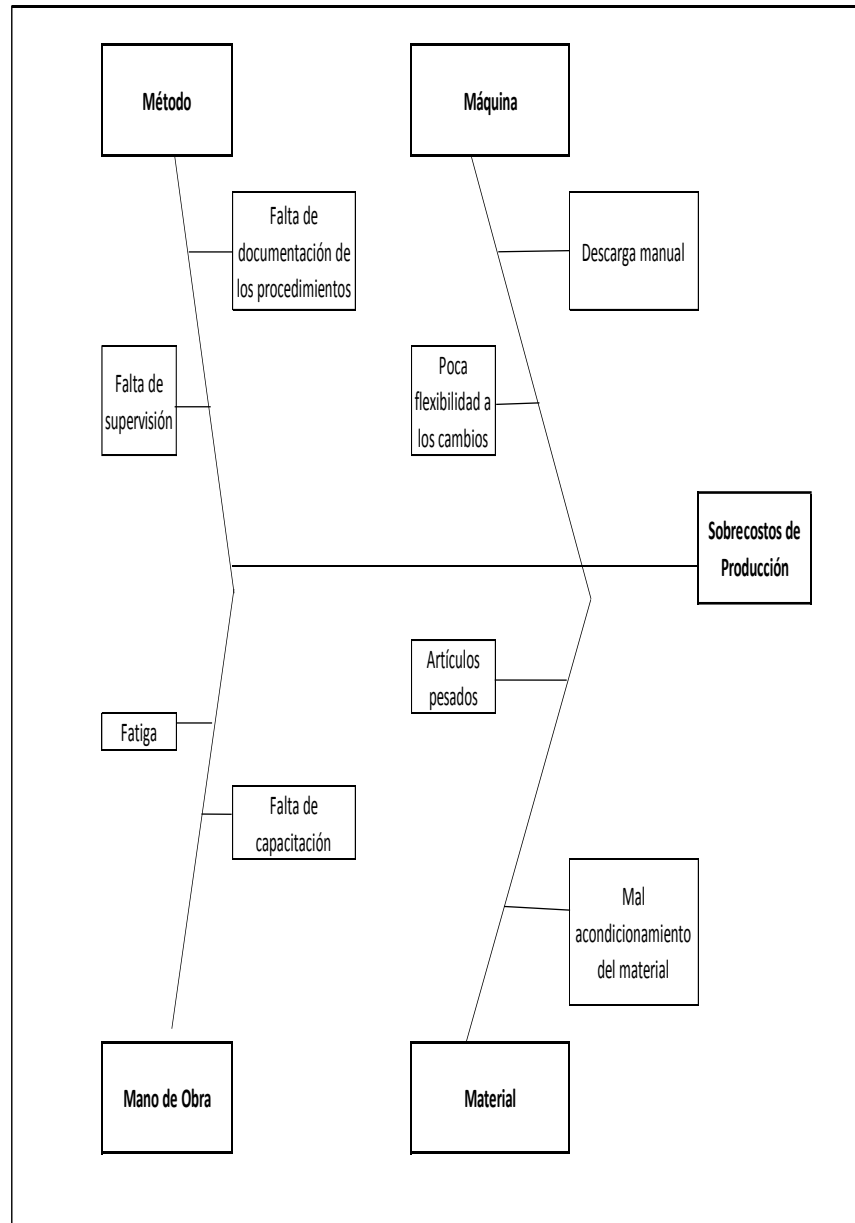 Método
Máquina
Falta de
documentación de
los procedimientos
Descarga manual
Falta de
supervisión
Poca
flexibilidad a
los cambios
Sobrecostos de
Producción
Artículos
pesados
Fatiga
Falta de
capacitación
Mal
acondicionamiento
del material
Mano de Obra
Material